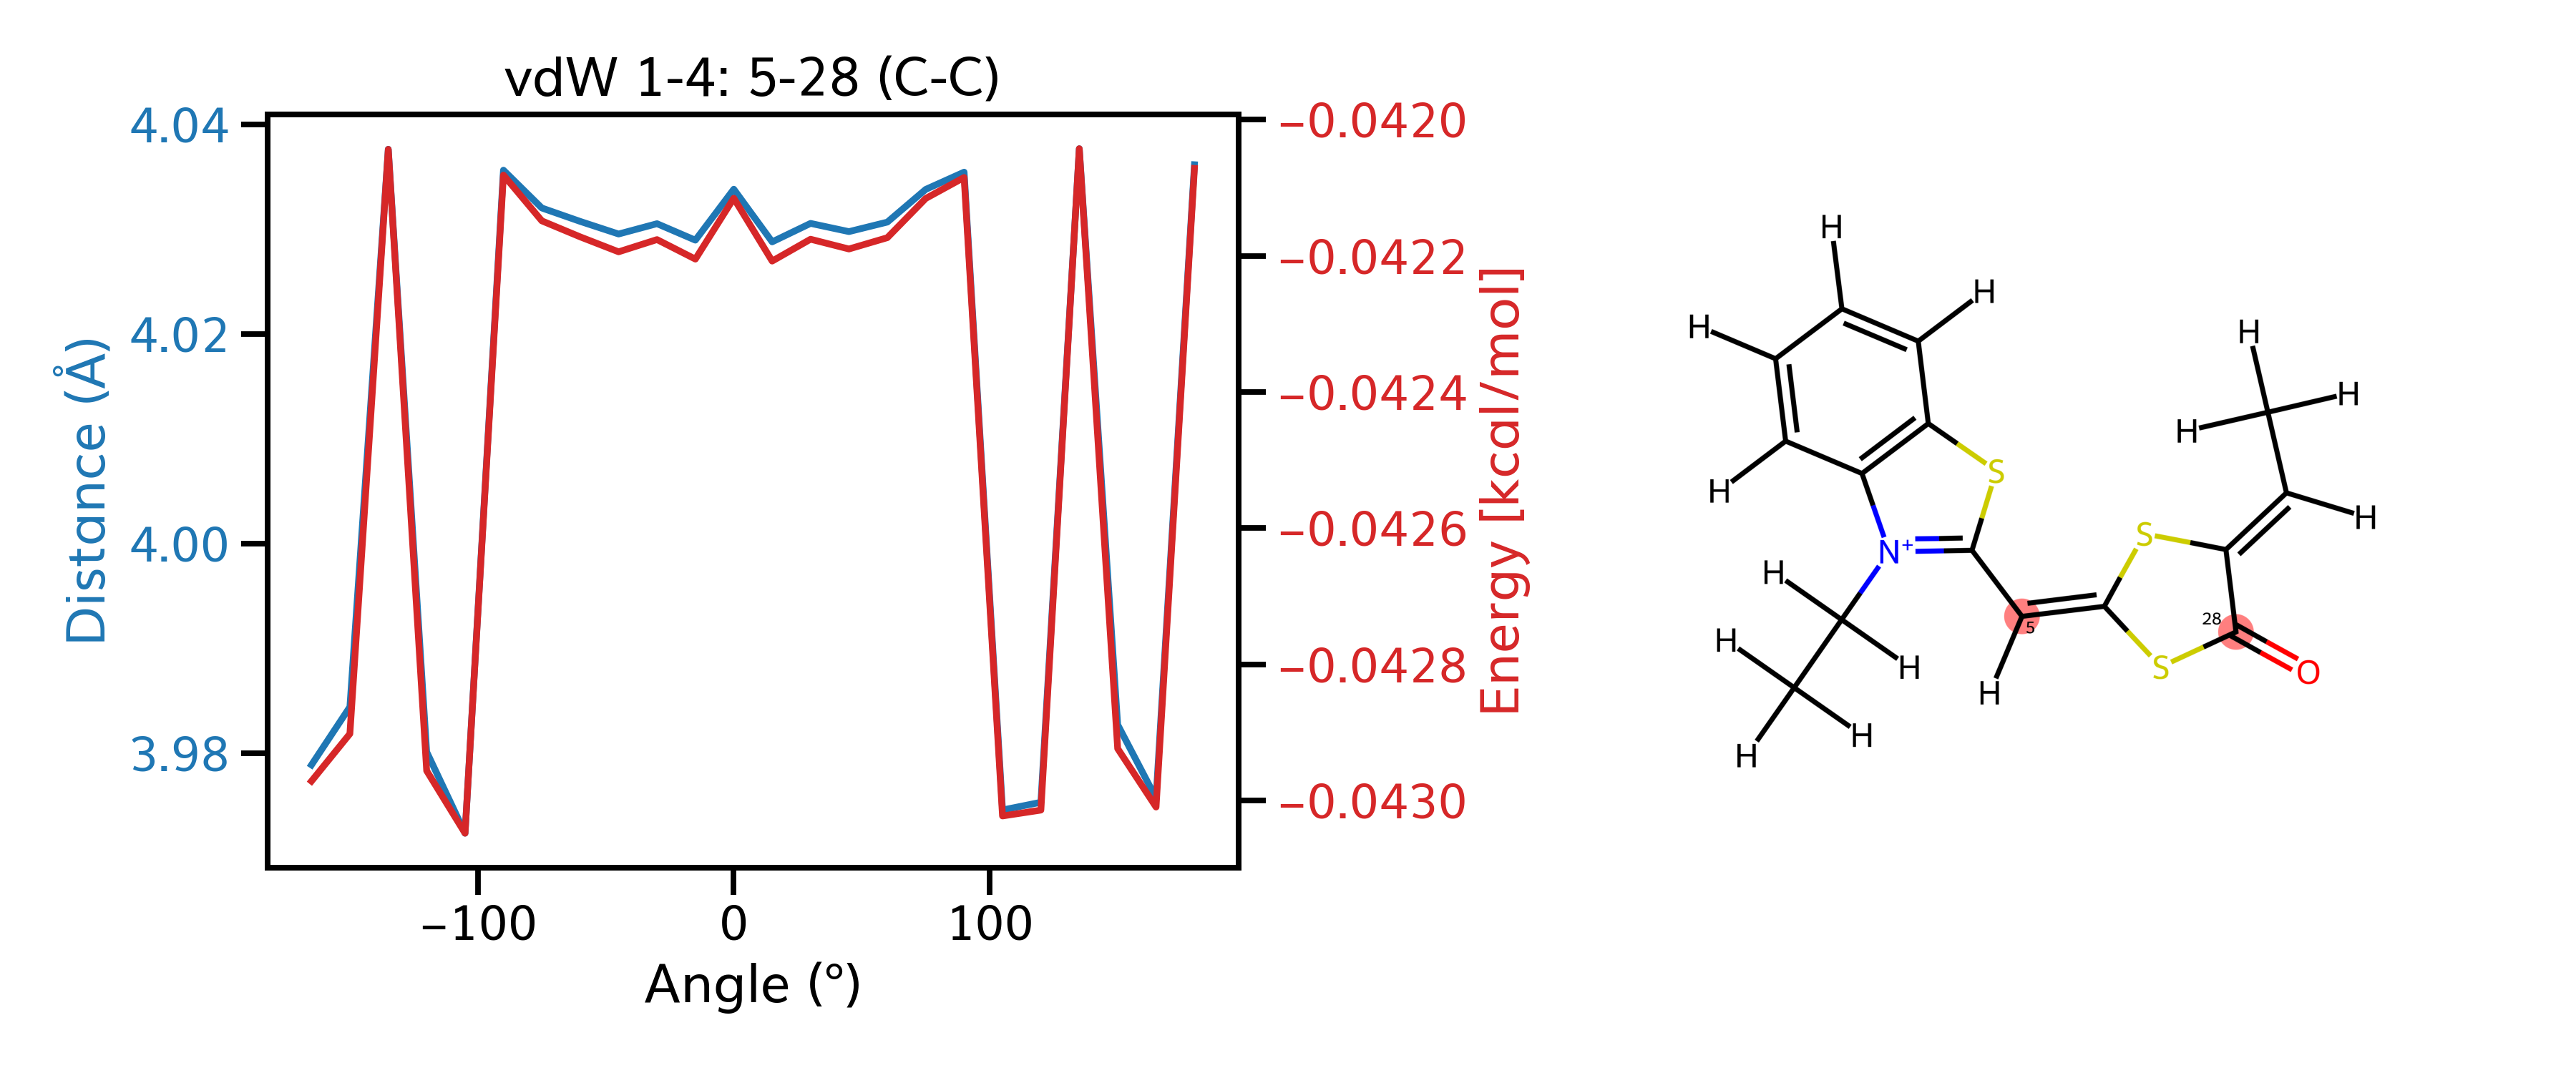 vdW 1-4: 5-28 (C-C)
4.04
4.02
4.00
3.98
Distance (Å)
−0.0420
−0.0422
−0.0424
−0.0426
−0.0428
−0.0430
Energy [kcal/mol]
−100
0
100
Angle (°)
H
H
H
H
H
H
H
S
H
S
N+
H
28
5
H
H
S
O
H
H
H